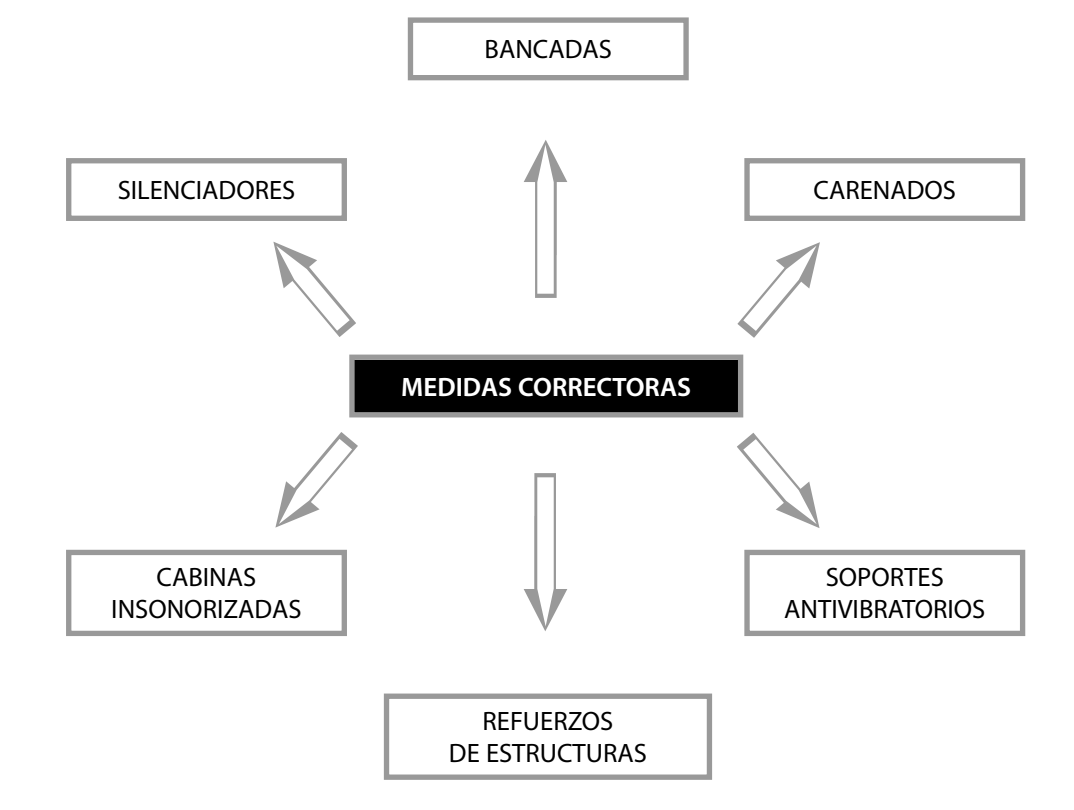 BANCADAS
SILENCIADORES
CARENADOS
MEDIDAS CORRECTORAS
CABINAS
INSONORIZADAS
SOPORTES
ANTIVIBRATORIOS
REFUERZOS
DE ESTRUCTURAS